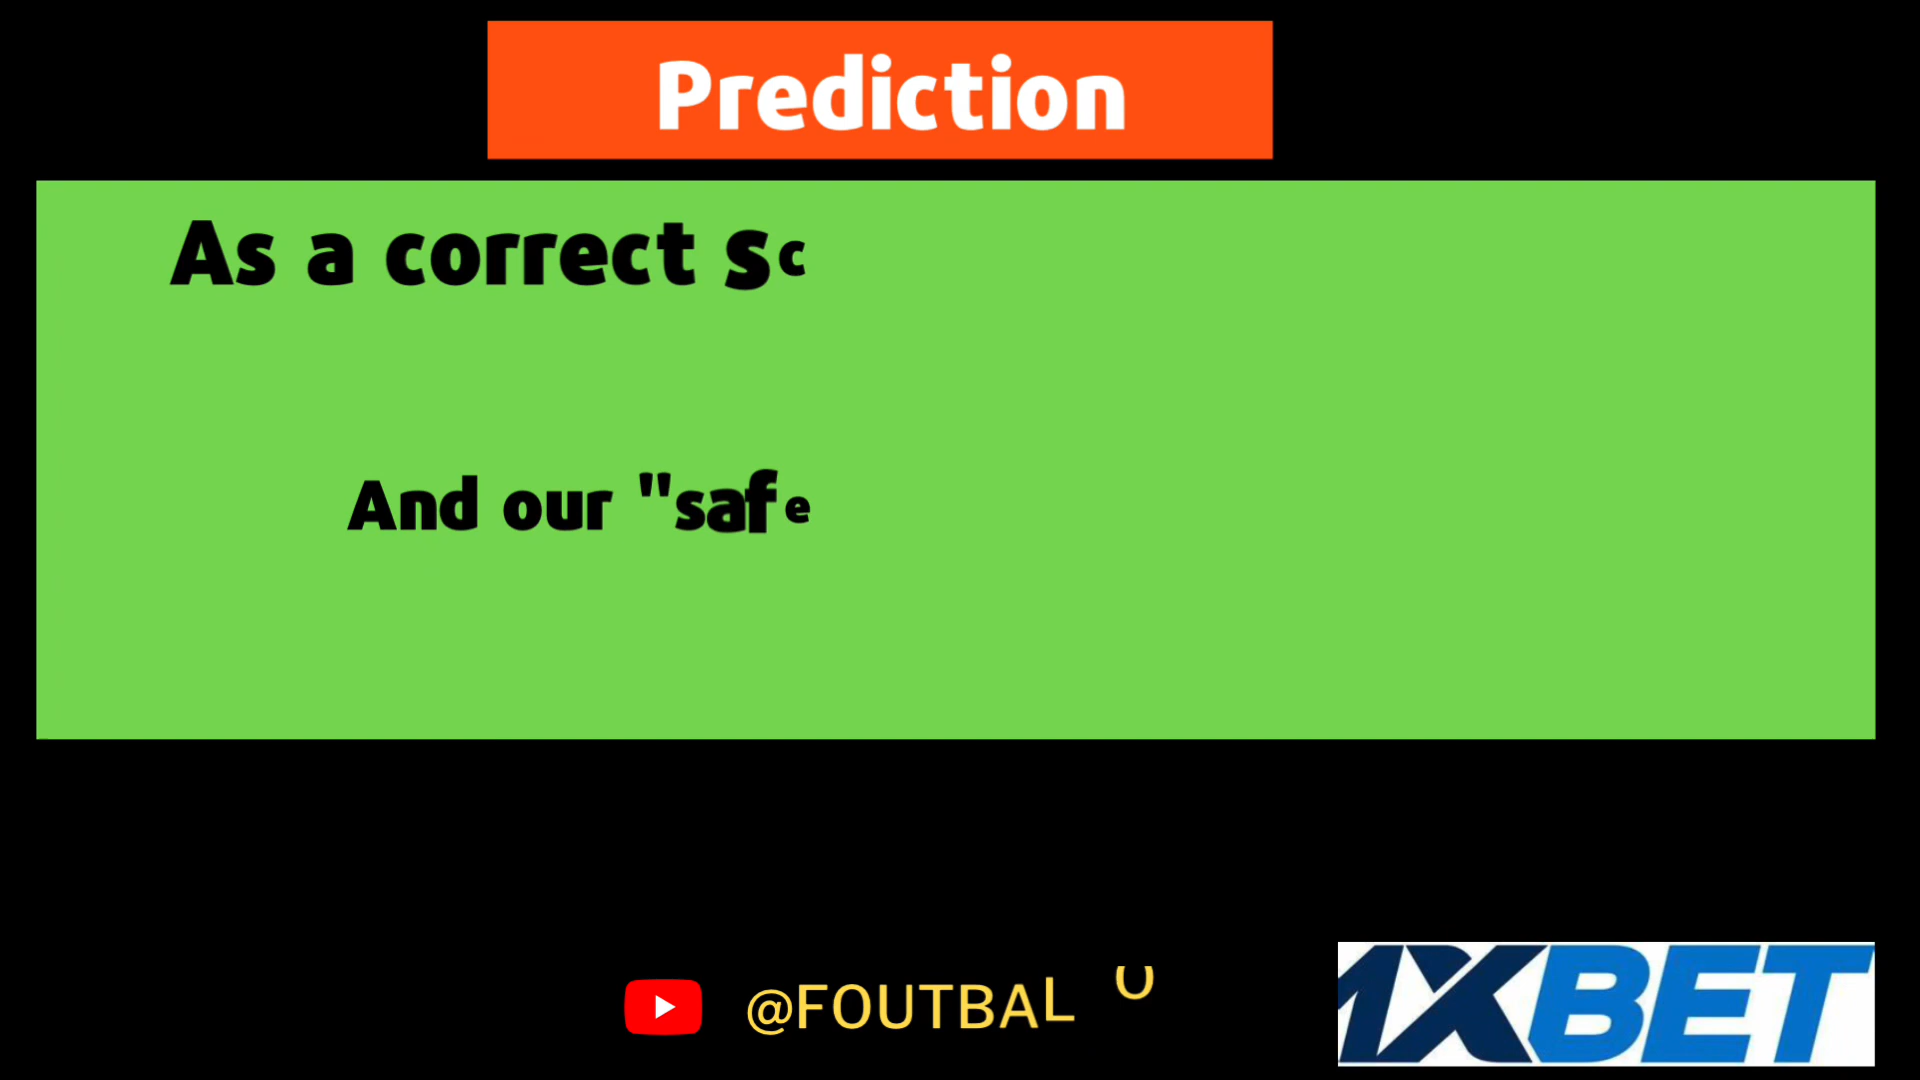 Prediction
As a correct sc
And our "safe
@FOUTBAL O
1XBET